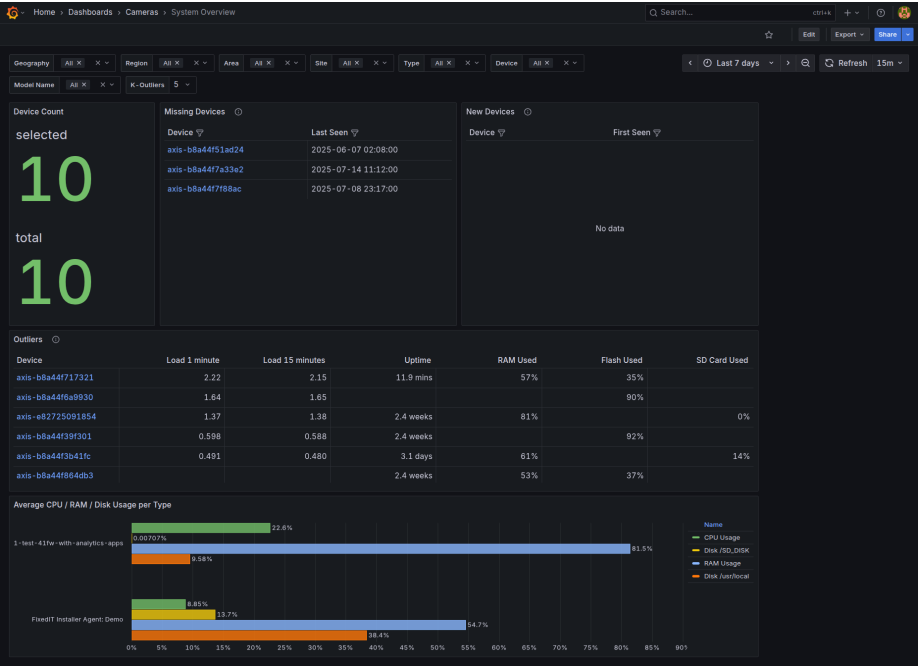 Home > Dashboards > Cameras > System Overview
Search... ctrl+k
Edit Export Share
Geography All × Region All × Area All × Site All × Type All × Device All ×
Last 7 days Refresh 15m
Model Name All × K-Outliers 5
Device Count
selected
10
total
10
Missing Devices
Device Last Seen
axis-b8a44f51ad24 2025-06-07 02:08:00
axis-b8a44f7a33e2 2025-07-14 11:12:00
axis-b8a44f7f88ac 2025-07-08 23:17:00
New Devices
Device First Seen
No data
Outliers
Device Load 1 minute Load 15 minutes Uptime RAM Used Flash Used SD Card Used
axis-b8a44f717321 2.22 2.15 11.9 mins 57% 35%
axis-b8a44f6a9930 1.64 1.65 90%
axis-e82725091854 1.37 1.38 2.4 weeks 81% 0%
axis-b8a44f39f301 0.598 0.588 2.4 weeks 92%
axis-b8a44f3b41fc 0.491 0.480 3.1 days 61% 14%
axis-b8a44f864db3 2.4 weeks 53% 37%
Average CPU / RAM / Disk Usage per Type
1-test-41fw-with-analytics-apps
22.6%
0.00707%
81.5%
9.58%
FixedIT Installer Agent: Demo
8.85%
13.7%
54.7%
38.4%
0% 5% 10% 15% 20% 25% 30% 35% 40% 45% 50% 55% 60% 65% 70% 75% 80% 85% 90%
Name
CPU Usage
Disk /SD_DISK
RAM Usage
Disk /usr/local